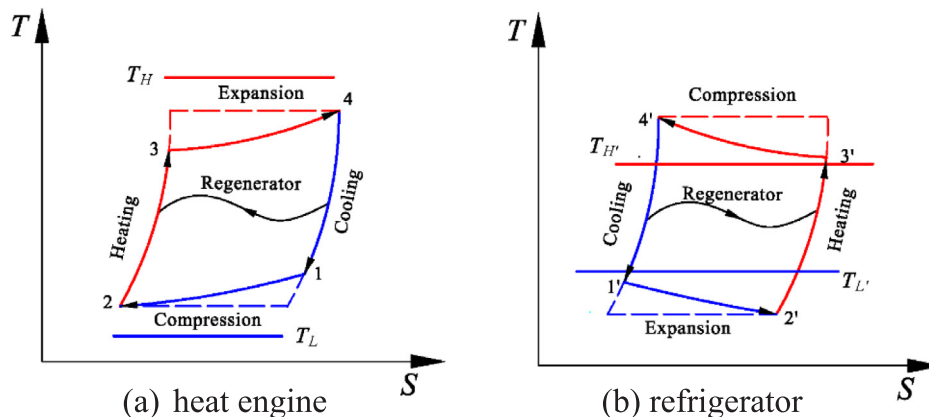 T
T_H
Expansion
4
3
Regenerator
Heating
Cooling
1
2
Compression
T_L
S
(a) heat engine
T
Compression
4'
T_H'
3'
Regenerator
Cooling
Heating
1'
T_L'
2'
Expansion
S
(b) refrigerator